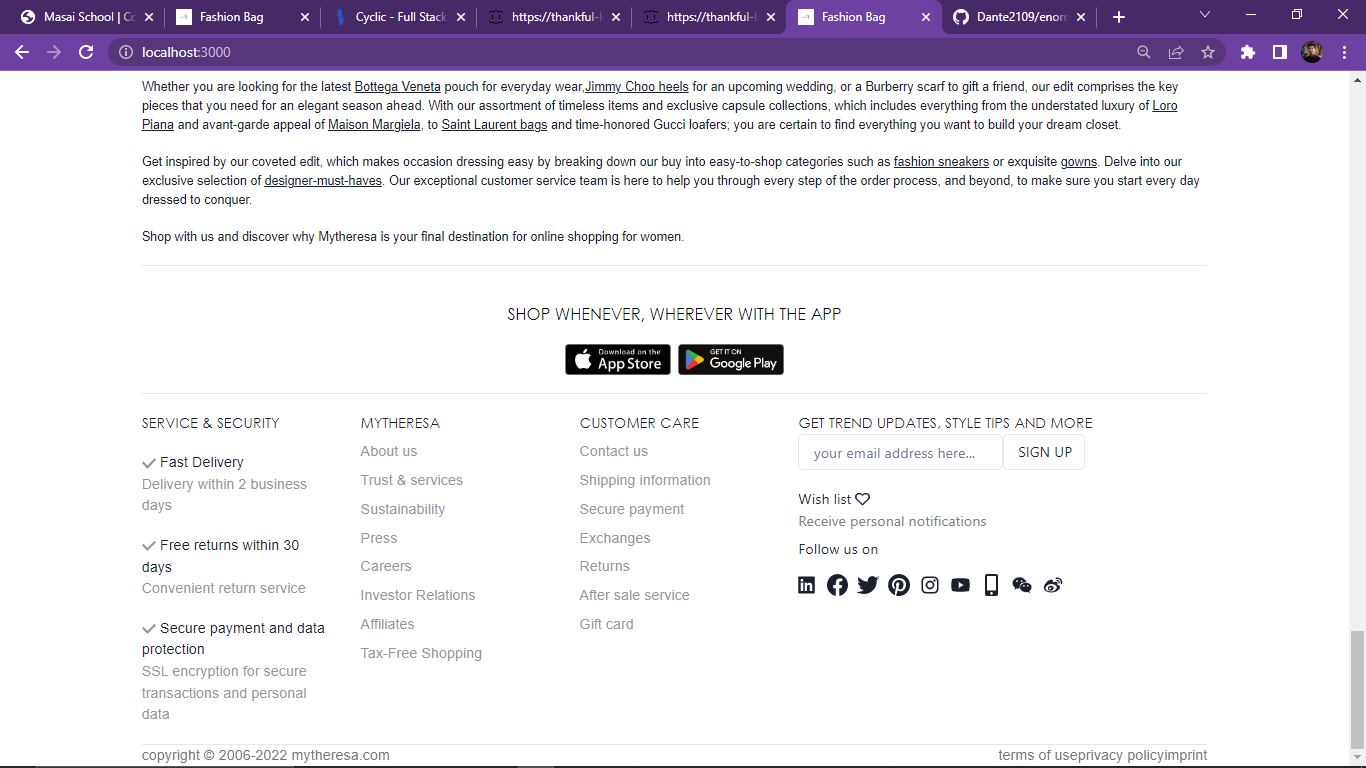 Masai School | Co
Fashion Bag
Cyclic - Full Stack
https://thankful-
https://thankful-
Fashion Bag
Dante2109/enorm
localhost:3000
Whether you are looking for the latest Bottega Veneta pouch for everyday wear,Jimmy Choo heels for an upcoming wedding, or a Burberry scarf to gift a friend, our edit comprises the key
pieces that you need for an elegant season ahead. With our assortment of timeless items and exclusive capsule collections, which includes everything from the understated luxury of Loro
Piana and avant-garde appeal of Maison Margiela, to Saint Laurent bags and time-honored Gucci loafers; you are certain to find everything you want to build your dream closet.
Get inspired by our coveted edit, which makes occasion dressing easy by breaking down our buy into easy-to-shop categories such as fashion sneakers or exquisite gowns. Delve into our
exclusive selection of designer-must-haves. Our exceptional customer service team is here to help you through every step of the order process, and beyond, to make sure you start every day
dressed to conquer.
Shop with us and discover why Mytheresa is your final destination for online shopping for women.
SHOP WHENEVER, WHEREVER WITH THE APP
Download on the
App Store
GET IT ON
Google Play
SERVICE & SECURITY
Fast Delivery
Delivery within 2 business
days
Free returns within 30
days
Convenient return service
Secure payment and data
protection
SSL encryption for secure
transactions and personal
data
MYTHERESA
About us
Trust & services
Sustainability
Press
Careers
Investor Relations
Affiliates
Tax-Free Shopping
CUSTOMER CARE
Contact us
Shipping information
Secure payment
Exchanges
Returns
After sale service
Gift card
GET TREND UPDATES, STYLE TIPS AND MORE
your email address here...
SIGN UP
Wish list
Receive personal notifications
Follow us on
copyright © 2006-2022 mytheresa.com
terms of useprivacy policyimprint